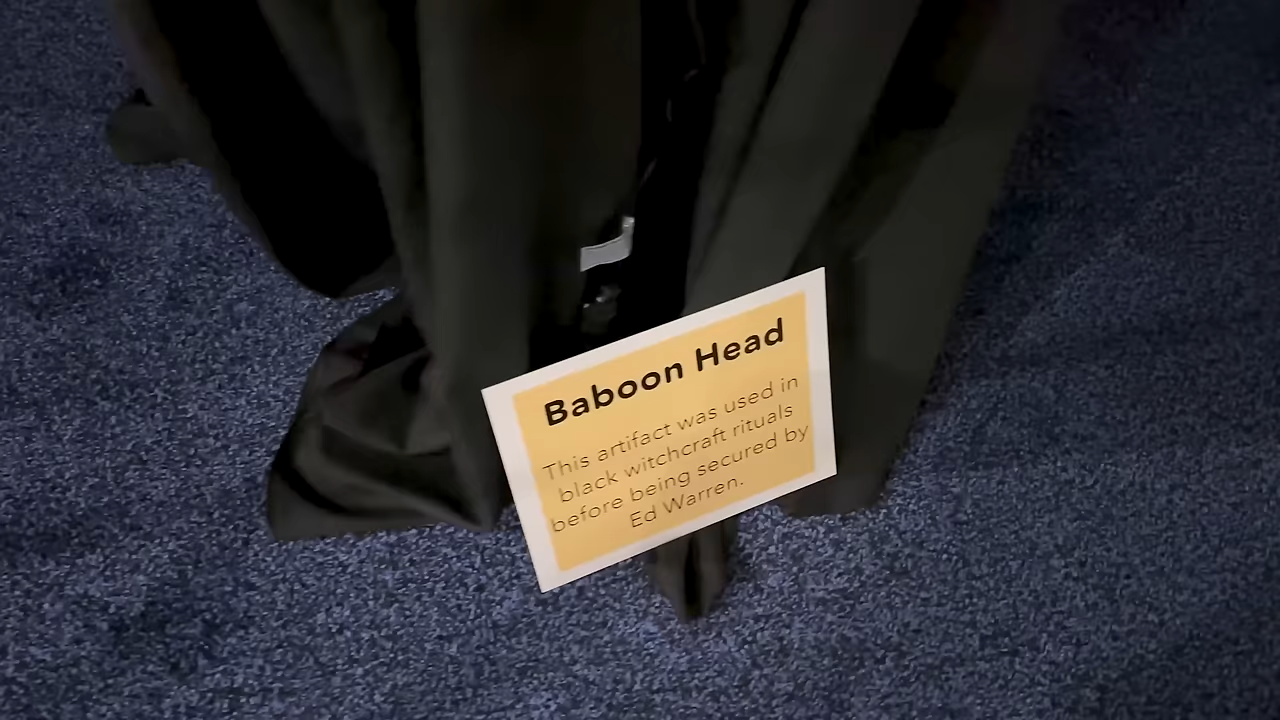 Baboon Head
This artifact was used in
black witchcraft rituals
before being secured by
Ed Warren.